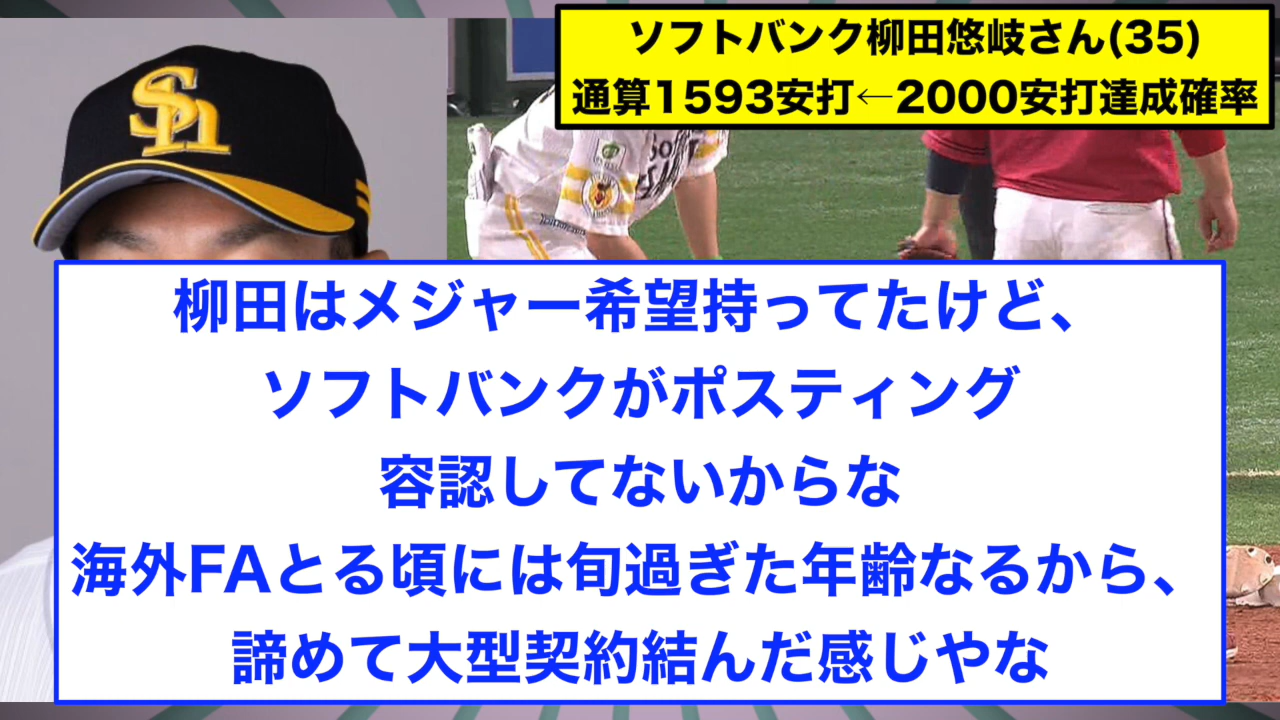 ソフトバンク柳田悠岐さん(35)
通算1593安打←2000安打達成確率
Sh
柳田はメジャー希望持ってたけど、
ソフトバンクがポスティング
容認してないからな
海外FAとる頃には旬過ぎた年齢なるから、
諦めて大型契約結んだ感じやな